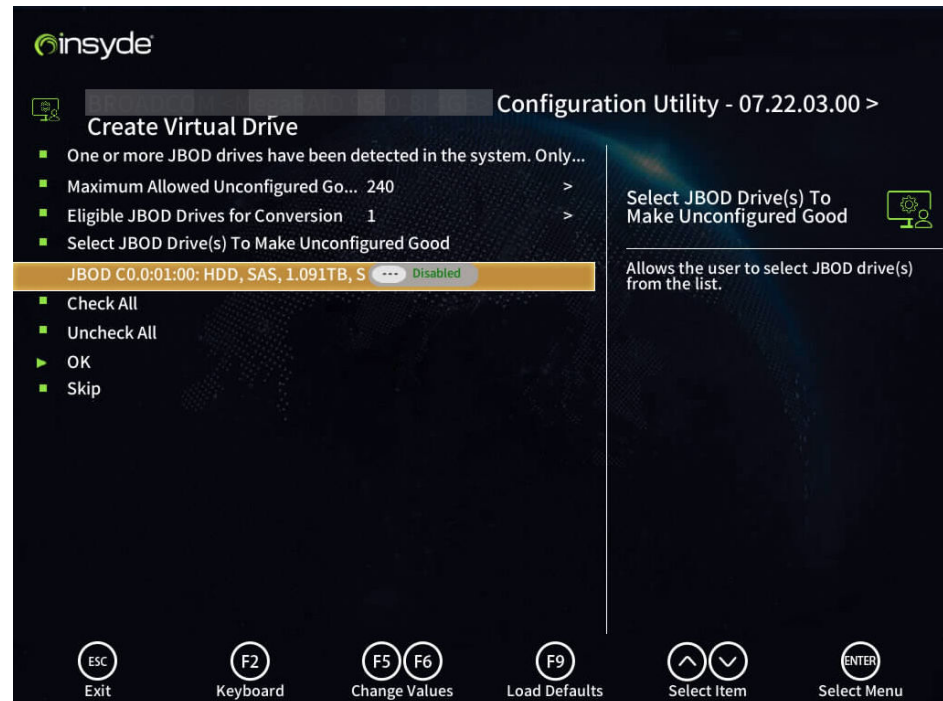 insyde
Configuration Utility - 07.22.03.00 >
Create Virtual Drive
One or more JBOD drives have been detected in the system. Only...
Maximum Allowed Unconfigured Go... 240 >
Eligible JBOD Drives for Conversion 1 >
Select JBOD Drive(s) To Make Unconfigured Good
JBOD C0.0:01:00: HDD, SAS, 1.091TB, S --- Disabled
Check All
Uncheck All
OK
Skip
Select JBOD Drive(s) To
Make Unconfigured Good
Allows the user to select JBOD drive(s)
from the list.
ESC F2 F5 F6 F9 ENTER
Exit Keyboard Change Values Load Defaults Select Item Select Menu